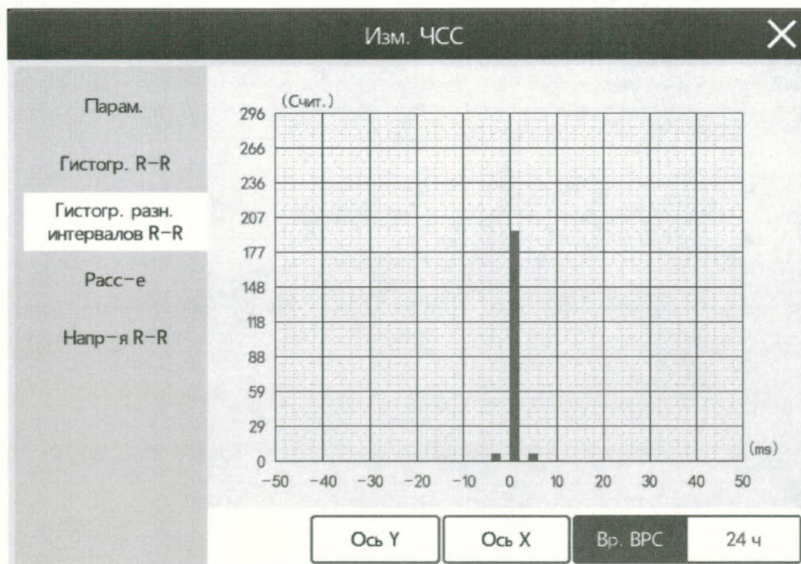 Изм. ЧСС
Парам.
Гистогр. R-R
Гистогр. разн.
интервалов R-R
Расс-е
Напр-я R-R
(Счит.)
296
266
236
207
177
148
118
88
59
29
0
-50 -40 -30 -20 -10 0 10 20 30 40 50
(ms)
Ось Y Ось X Вр. ВРС 24 ч